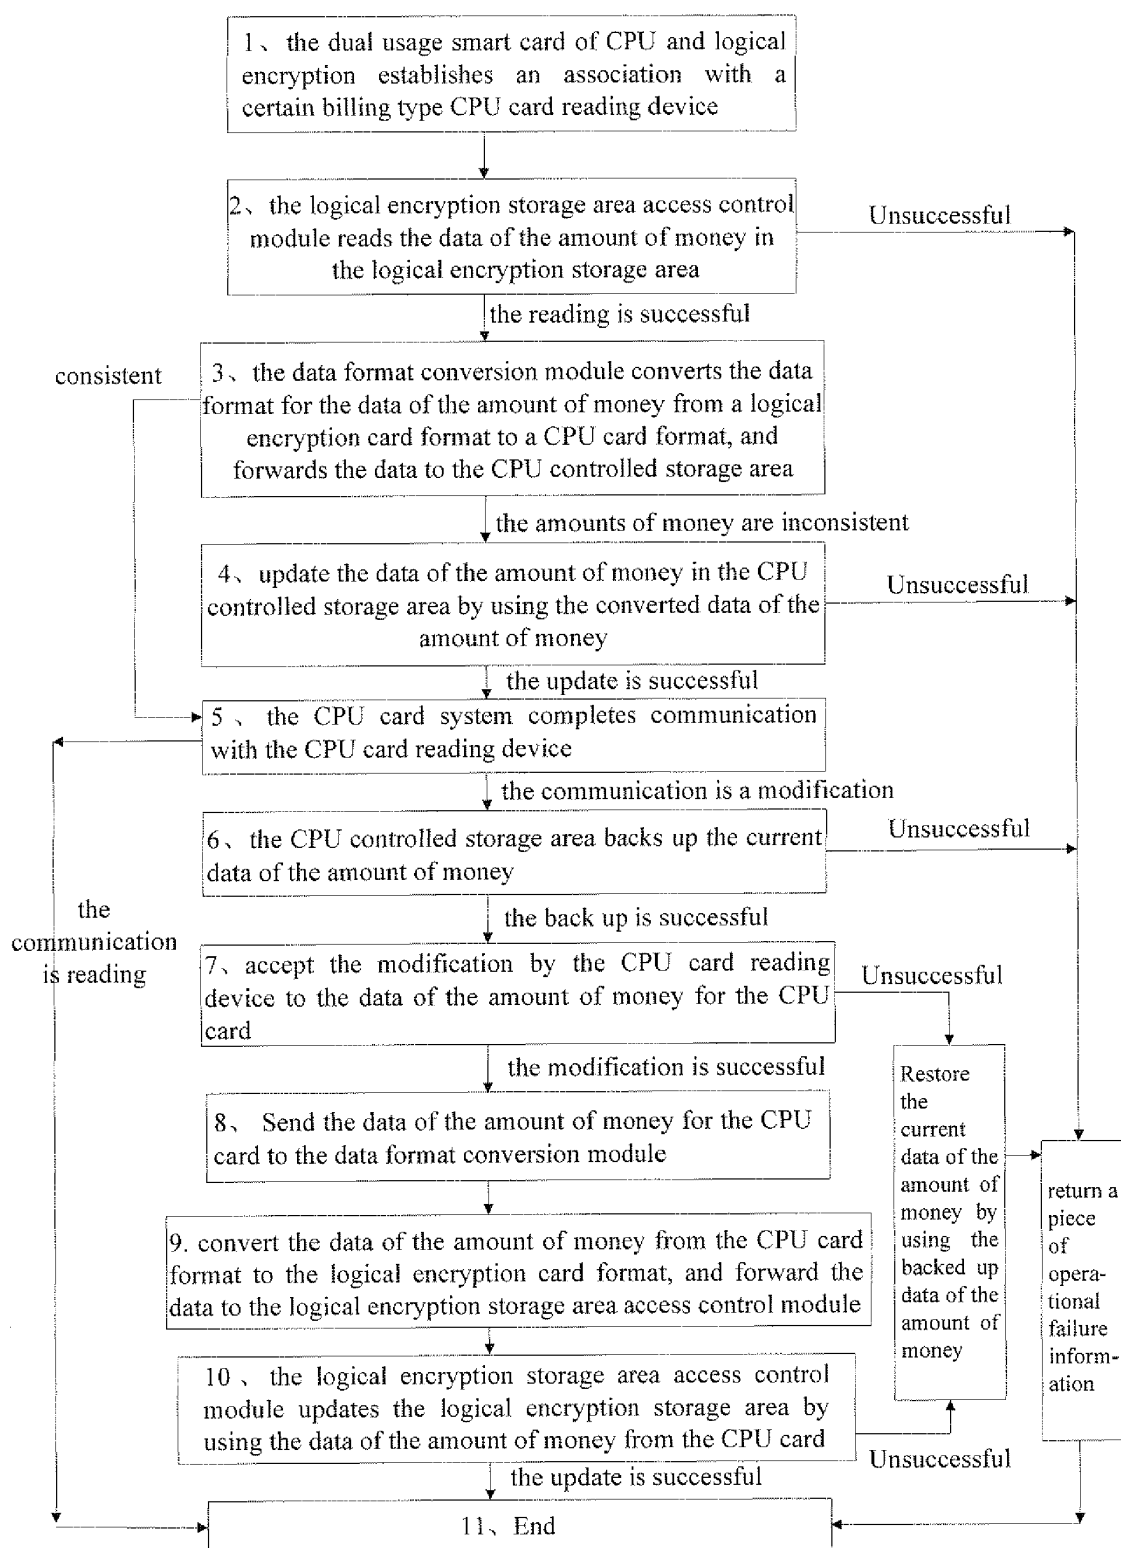 1、 the dual usage smart card of CPU and logical
encryption establishes an association with a
certain billing type CPU card reading device
2、the logical encryption storage area access control
module reads the data of the amount of money in
the logical encryption storage area
Unsuccessful
the reading is successful
consistent
3、the data format conversion module converts the data
format for the data of the amount of money from a logical
encryption card format to a CPU card format, and
forwards the data to the CPU controlled storage area
the amounts of money are inconsistent
4、update the data of the amount of money in the CPU
controlled storage area by using the converted data of the
amount of money
Unsuccessful
the update is successful
5、 the CPU card system completes communication
with the CPU card reading device
the communication is a modification
6、the CPU controlled storage area backs up the current
data of the amount of money
Unsuccessful
the
communication
is reading
the back up is successful
7、accept the modification by the CPU card reading
device to the data of the amount of money for the CPU
card
Unsuccessful
the modification is successful
8、 Send the data of the amount of money for the CPU
card to the data format conversion module
Restore
the
current
data of the
amount of
money by
using the
backed up
data of the
amount of
money
return a
piece
of
opera-
tional
failure
inform-
ation
9. convert the data of the amount of money from the CPU card
format to the logical encryption card format, and forward the
data to the logical encryption storage area access control module
10、the logical encryption storage area access control
module updates the logical encryption storage area by
using the data of the amount of money from the CPU card
Unsuccessful
the update is successful
11、End